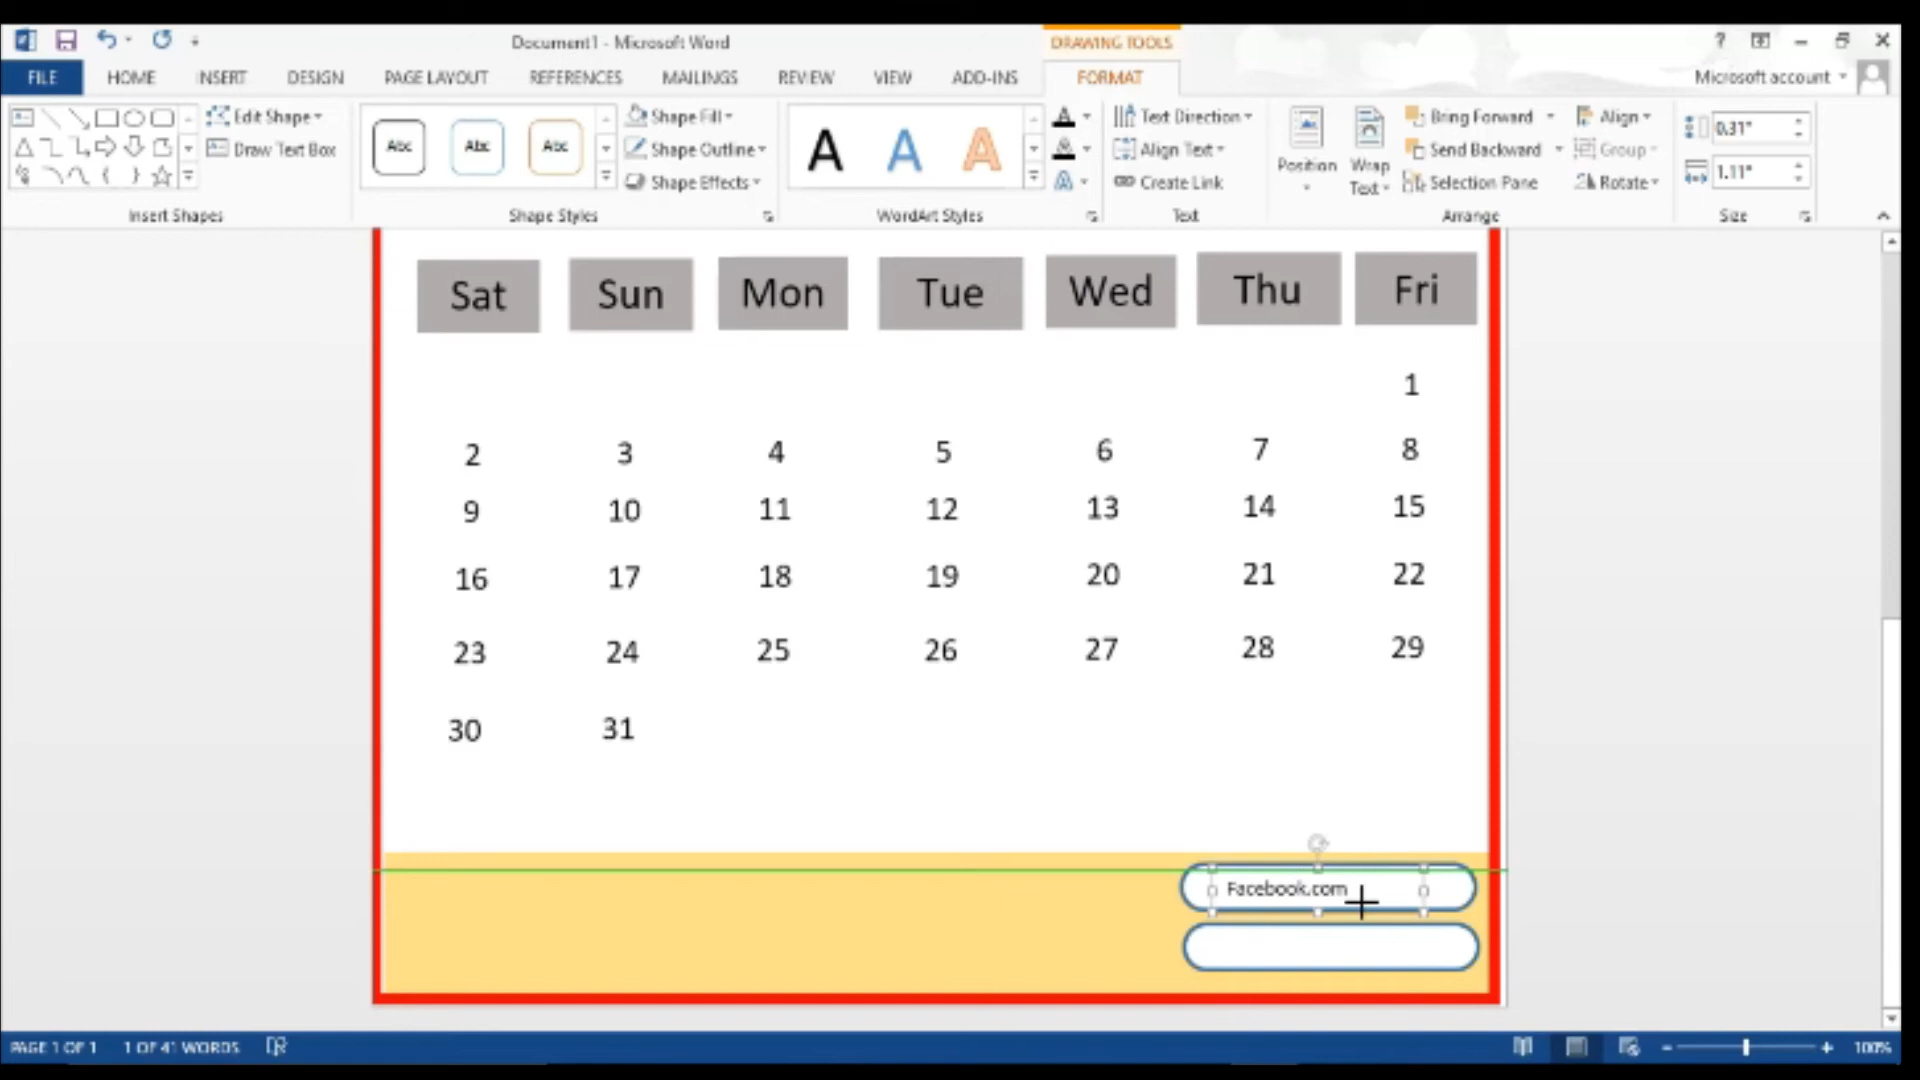 Document1 - Microsoft Word
DRAWING TOOLS
?
FILE HOME INSERT DESIGN PAGE LAYOUT REFERENCES MAILINGS REVIEW VIEW ADD-INS FORMAT Microsoft account
Edit Shape Abc Abc Abc Shape Fill A A A A Text Direction Position Wrap Text Bring Forward Align 0.31"
Draw Text Box Shape Outline A Align Text Send Backward Group 1.11"
Shape Effects A Create Link Selection Pane Rotate
Insert Shapes Shape Styles WordArt Styles Text Arrange Size
Sat Sun Mon Tue Wed Thu Fri
1
2 3 4 5 6 7 8
9 10 11 12 13 14 15
16 17 18 19 20 21 22
23 24 25 26 27 28 29
30 31
Facebook.com
PAGE 1 OF 1 1 OF 41 WORDS 100%